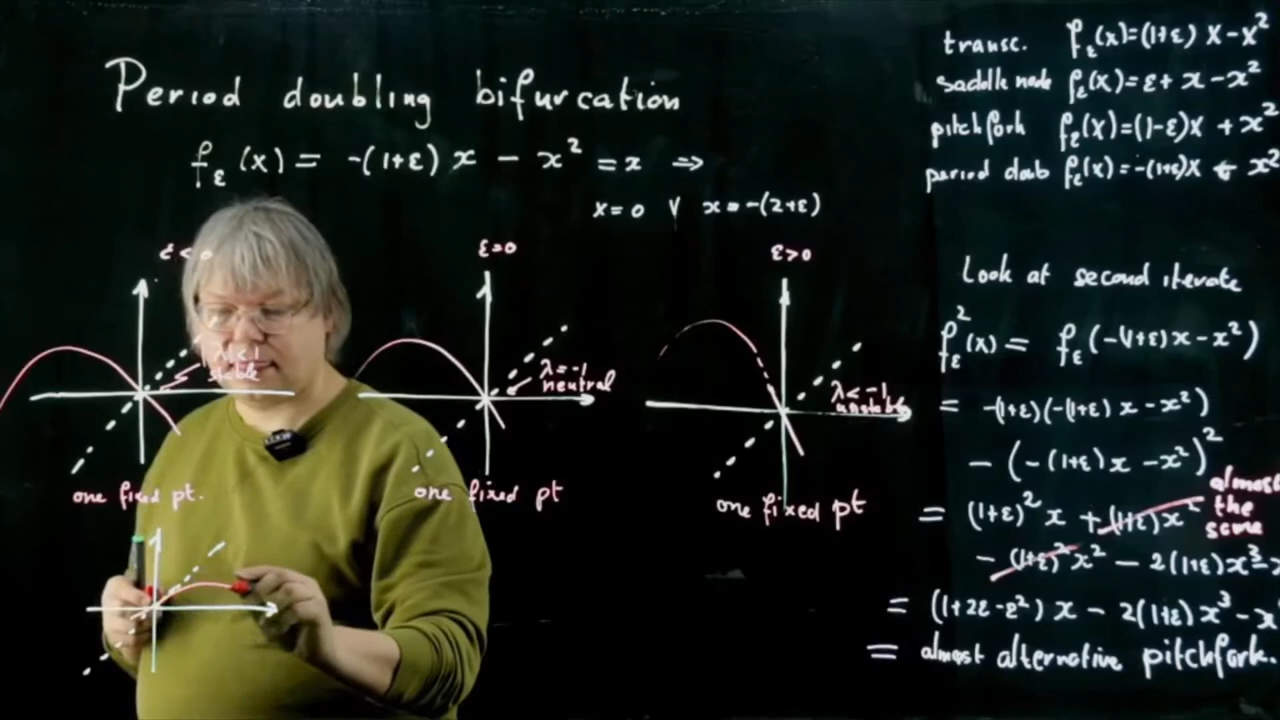 Period doubling bifurcation
f_ε(x) = -(1+ε)x - x² = x ⇒
x=0 ∨ x=-(2+ε)
ε<0
ε=0
ε>0
λ=-1
neutral
λ<-1
unstable
one fixed pt.
one fixed pt
one fixed pt
transc. f_ε(x)=(1+ε)x-x²
saddle node f_ε(x)=ε+x-x²
pitchfork f_ε(x)=(1-ε)x+x²
period doub f_ε(x)=-(1+ε)x - x²
Look at second iterate
f_ε²(x) = f_ε(-(1+ε)x-x²)
= -(1+ε)(-(1+ε)x-x²)
- (-(1+ε)x-x²)²
= (1+ε)²x +(1+ε)x² almost the same
- (1+ε)²x² - 2(1+ε)x³-
= (1+2ε-ε²)x - 2(1+ε)x³-x
= almost alternative pitchfork.